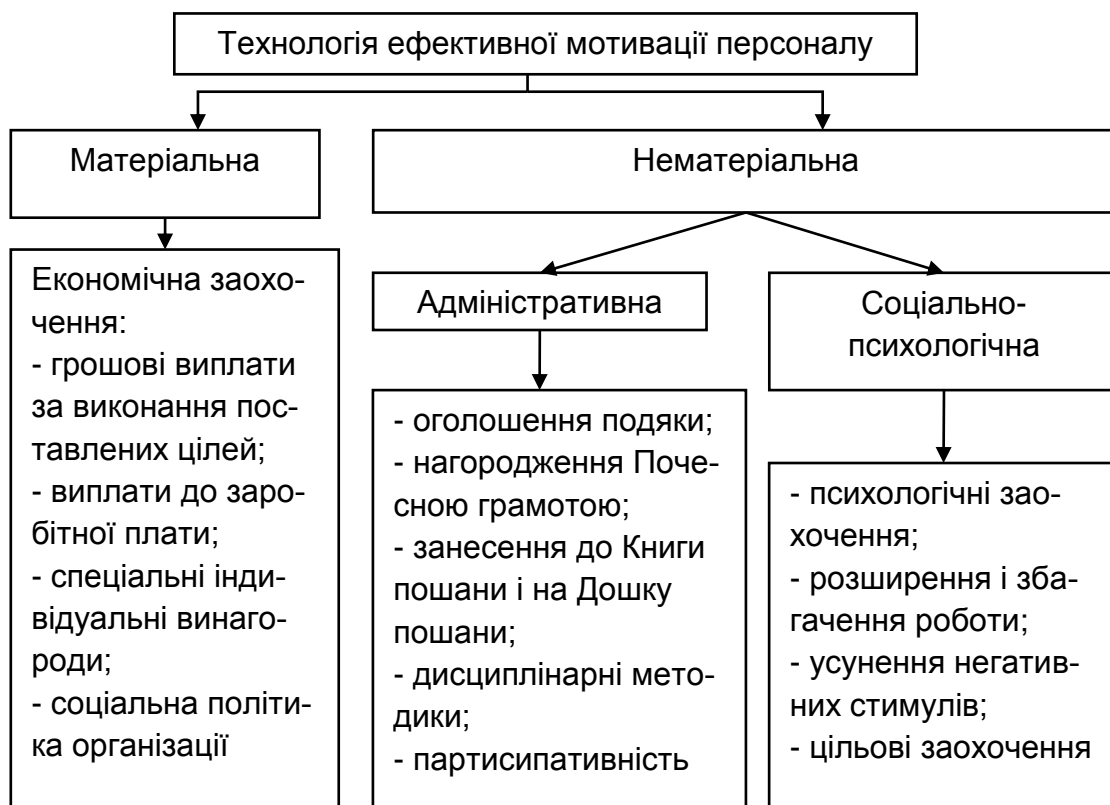 Технологія ефективної мотивації персоналу
Матеріальна
Нематеріальна
Економічна заохо-
чення:
- грошові виплати
за виконання пос-
тавлених цілей;
- виплати до заро-
бітної плати;
- спеціальні інди-
відуальні винаго-
роди;
- соціальна політи-
ка організації
Адміністративна
- оголошення подяки;
- нагородження Поче-
сною грамотою;
- занесення до Книги
пошани і на Дошку
пошани;
- дисциплінарні мето-
дики;
- партисипативність
Соціально-
психологічна
- психологічні зао-
хочення;
- розширення і зба-
гачення роботи;
- усунення негатив-
них стимулів;
- цільові заохочення